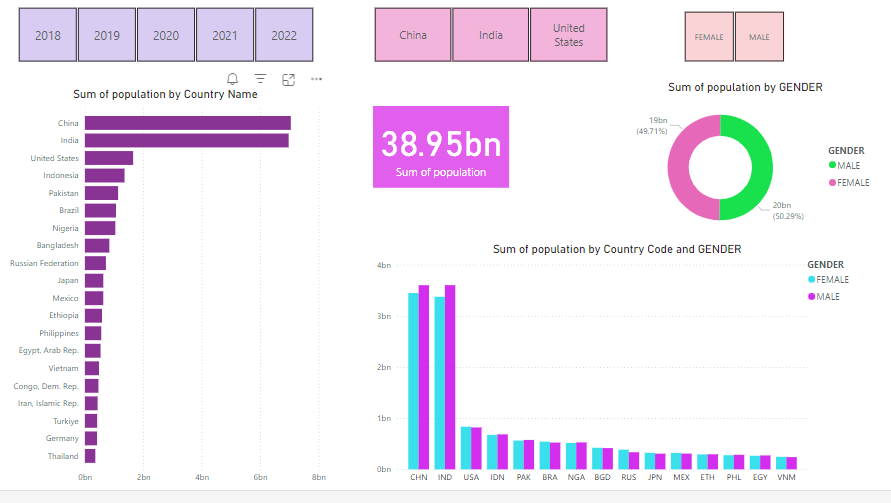 2018
2019
2020
2021
2022
China
India
United
States
FEMALE
MALE
Sum of population by Country Name
China
India
United States
Indonesia
Pakistan
Brazil
Nigeria
Bangladesh
Russian Federation
Japan
Mexico
Ethiopia
Philippines
Egypt, Arab Rep.
Vietnam
Congo, Dem. Rep.
Iran, Islamic Rep.
Turkiye
Germany
Thailand
0bn 2bn 4bn 6bn 8bn
38.95bn
Sum of population
Sum of population by GENDER
19bn
(49.71%)
20bn
(50.29%)
GENDER
MALE
FEMALE
Sum of population by Country Code and GENDER
GENDER
FEMALE
MALE
4bn
3bn
2bn
1bn
0bn
CHN IND USA IDN PAK BRA NGA BGD RUS JPN MEX ETH PHL EGY VNM